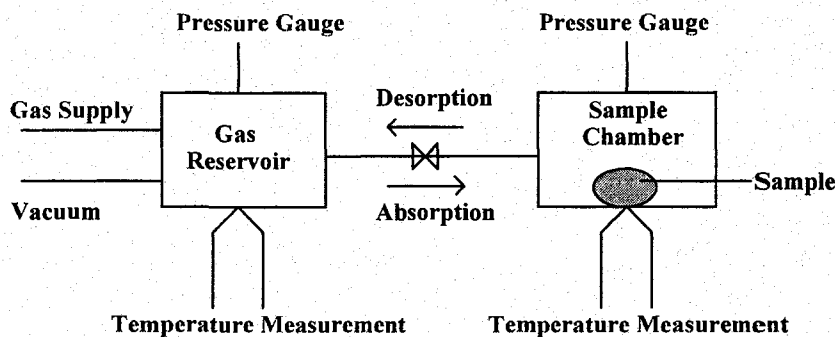 Pressure Gauge
Pressure Gauge
Gas Supply
Gas
Reservoir
Vacuum
Desorption
Absorption
Sample
Chamber
Sample
Temperature Measurement
Temperature Measurement